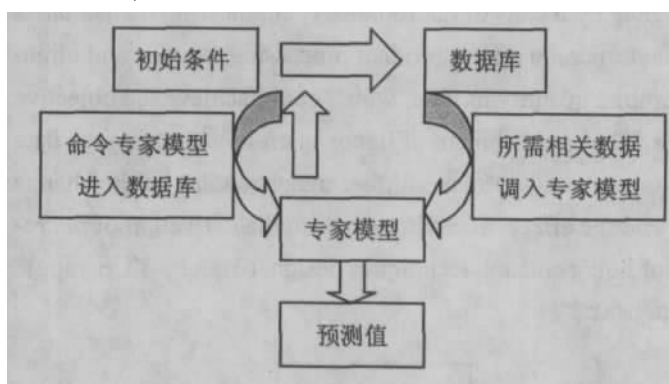 初始条件
数据库
命令专家模型
进入数据库
所需相关数据
调入专家模型
专家模型
预测值